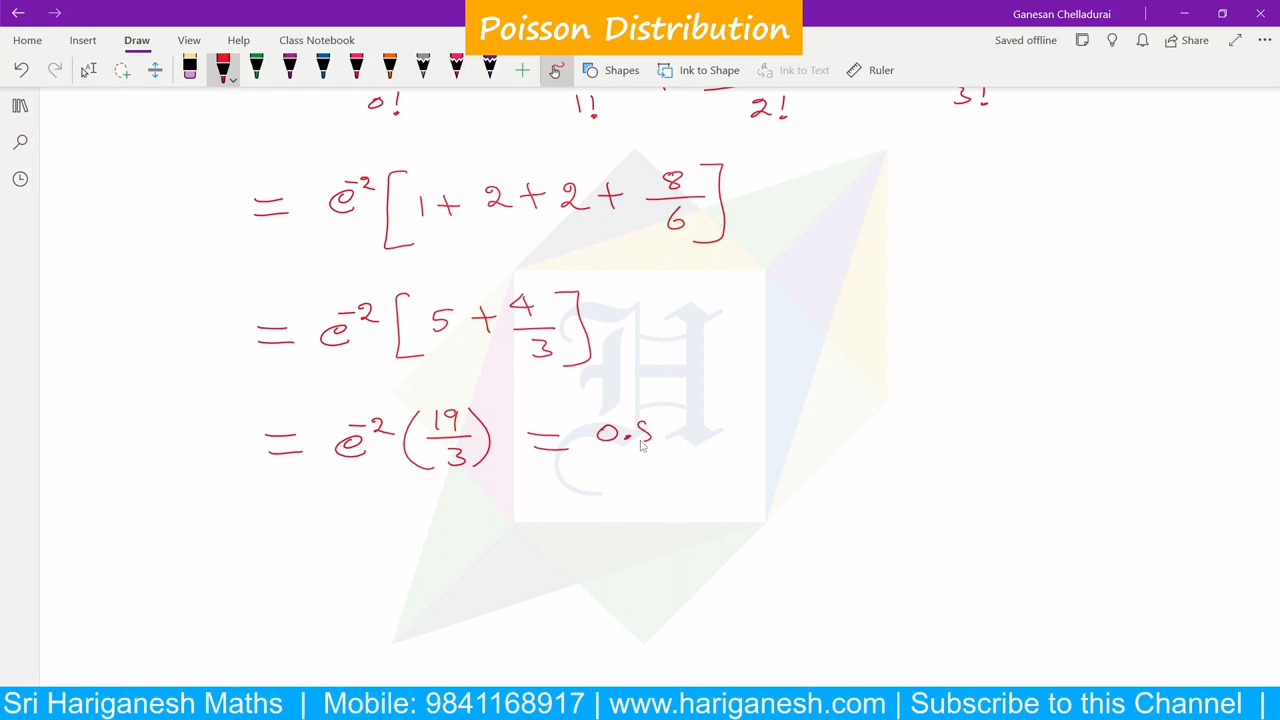 Poisson Distribution
Ganesan Chelladurai
Home Insert Draw View Help Class Notebook
Saved offline Share
Shapes Ink to Shape Ink to Text Ruler
0! 1! + 2! 3!
= e^-2 [ 1 + 2 + 2 + 8/6 ]
= e^-2 [ 5 + 4/3 ]
= e^-2 ( 19/3 ) = 0.
H
Sri Hariganesh Maths | Mobile: 9841168917 | www.hariganesh.com | Subscribe to this Channel |